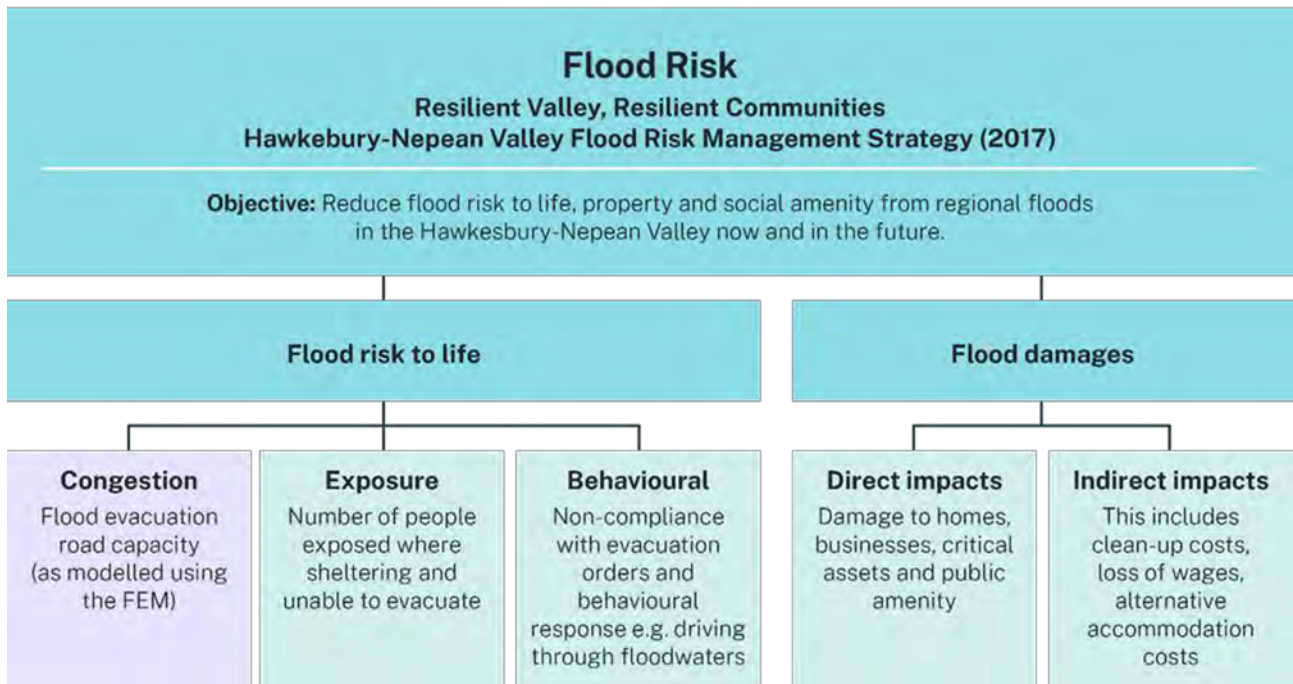 Flood Risk
Resilient Valley, Resilient Communities
Hawkebury-Nepean Valley Flood Risk Management Strategy (2017)
Objective: Reduce flood risk to life, property and social amenity from regional floods
in the Hawkesbury-Nepean Valley now and in the future.
Flood risk to life
Flood damages
Congestion
Flood evacuation
road capacity
(as modelled using
the FEM)
Exposure
Number of people
exposed where
sheltering and
unable to evacuate
Behavioural
Non-compliance
with evacuation
orders and
behavioural
response e.g. driving
through floodwaters
Direct impacts
Damage to homes,
businesses, critical
assets and public
amenity
Indirect impacts
This includes
clean-up costs,
loss of wages,
alternative
accommodation
costs